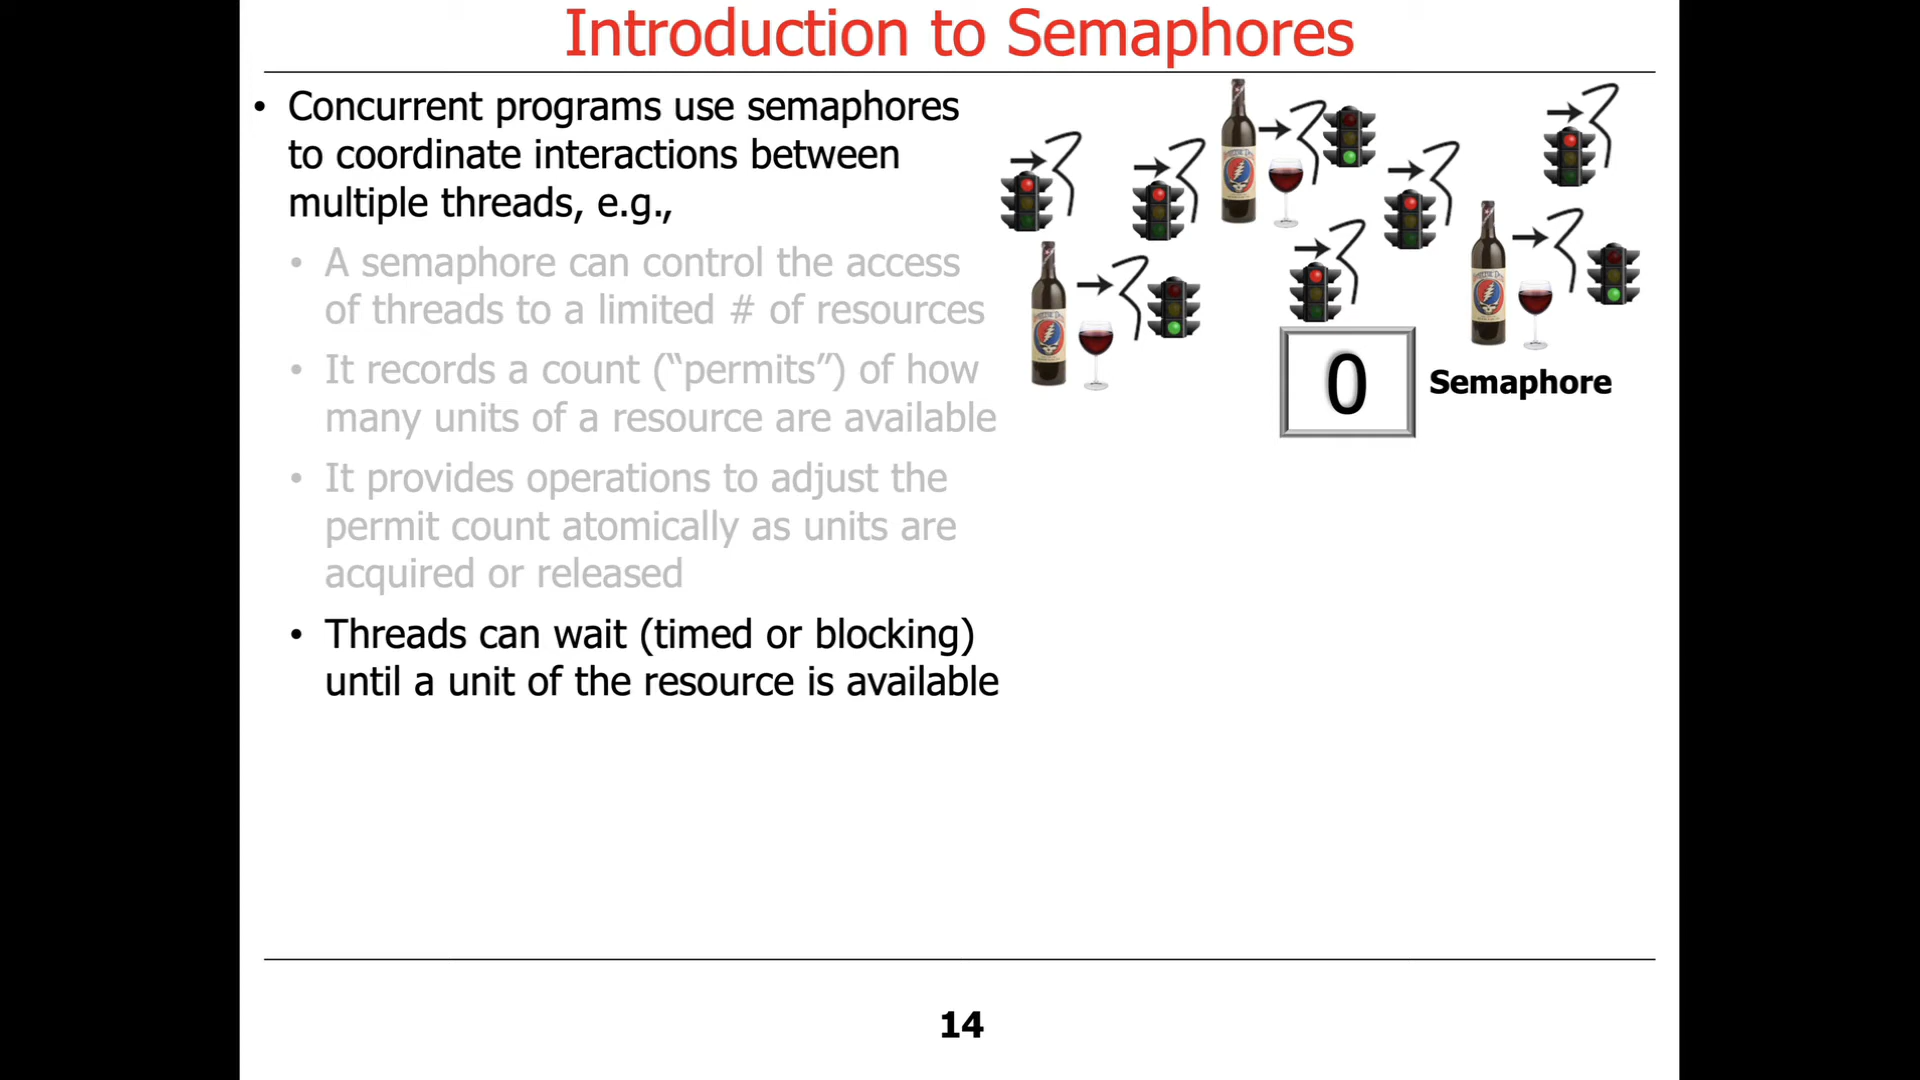 Introduction to Semaphores
• Concurrent programs use semaphores
to coordinate interactions between
multiple threads, e.g.,
• A semaphore can control the access
of threads to a limited # of resources
• It records a count (“permits”) of how
many units of a resource are available
• It provides operations to adjust the
permit count atomically as units are
acquired or released
• Threads can wait (timed or blocking)
until a unit of the resource is available
0
Semaphore
14